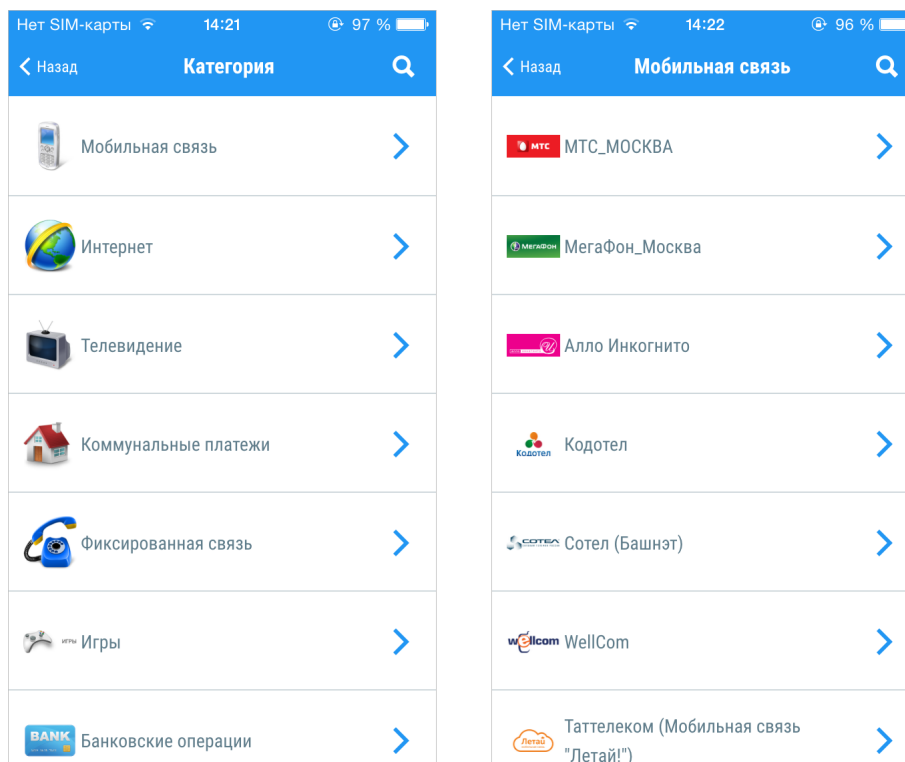 Нет SIM-карты 14:21 97 %
Назад Категория
Мобильная связь
Интернет
Телевидение
Коммунальные платежи
Фиксированная связь
ИГРЫ Игры
BANK Банковские операции
Нет SIM-карты 14:22 96 %
Назад Мобильная связь
МТС МТС_МОСКВА
МЕГАФОН МегаФон_Москва
Алло Инкогнито
Кодотел Кодотел
СОТЕЛ Сотел (Башнэт)
wellcom WellCom
Летай Таттелеком (Мобильная связь
"Летай!")